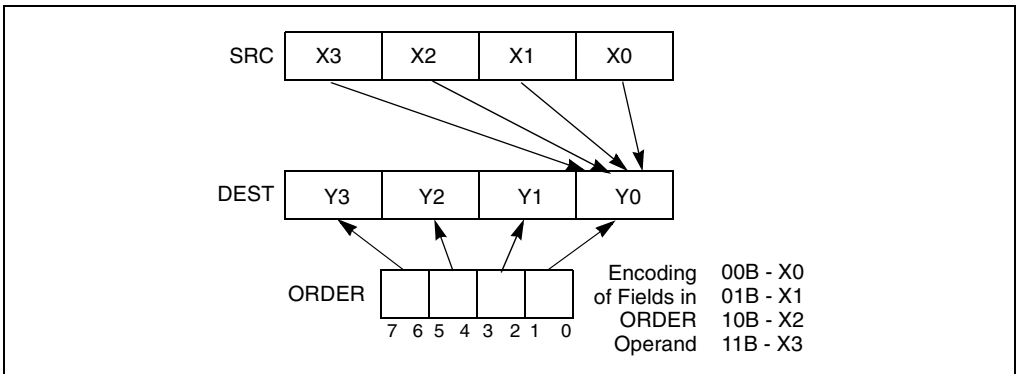 SRC X3 X2 X1 X0
DEST Y3 Y2 Y1 Y0
ORDER
7 6 5 4 3 2 1 0
Encoding 00B - X0
of Fields in 01B - X1
ORDER 10B - X2
Operand 11B - X3